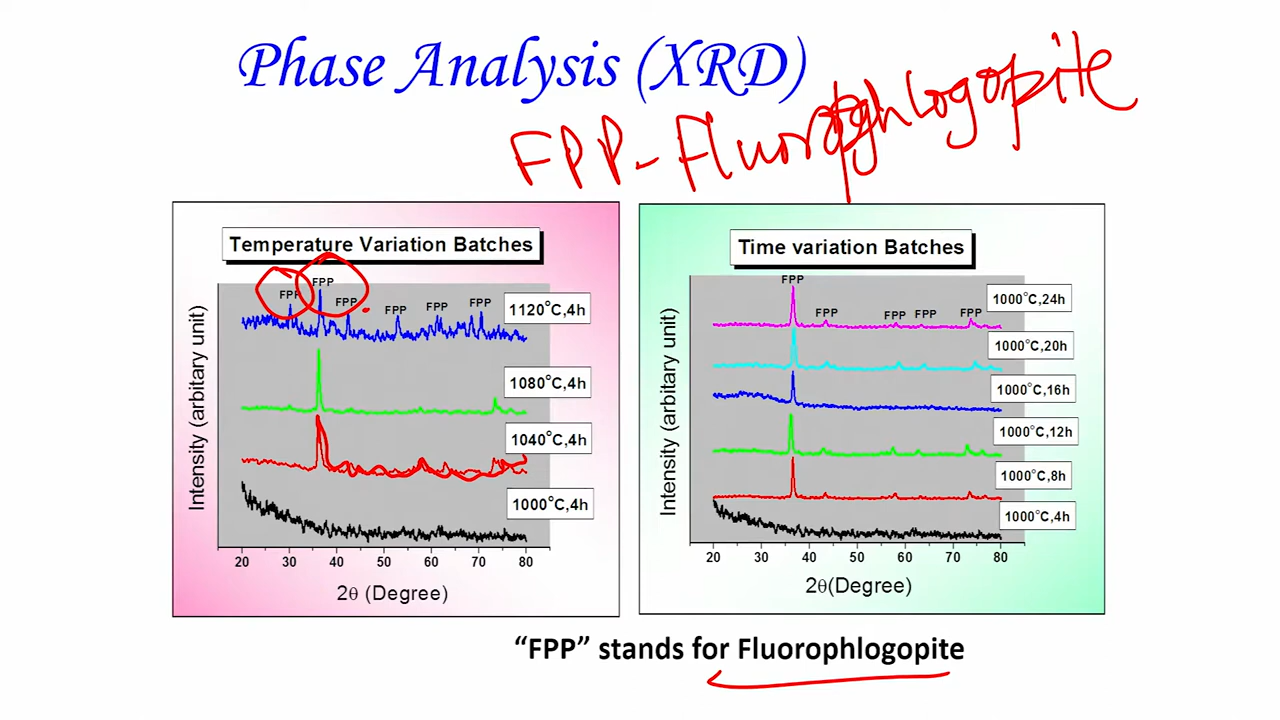 Phase Analysis (XRD)
FPP - Fluorophlogopite
Temperature Variation Batches
FPP
FPP
FPP
FPP
FPP
FPP
1120°C,4h
1080°C,4h
1040°C,4h
1000°C,4h
Intensity (arbitary unit)
20 30 40 50 60 70 80
2θ (Degree)
Time variation Batches
FPP
FPP
FPP
FPP
FPP
1000°C,24h
1000°C,20h
1000°C,16h
1000°C,12h
1000°C,8h
1000°C,4h
Intensity (arbitary unit)
20 30 40 50 60 70 80
2θ(Degree)
“FPP” stands for Fluorophlogopite